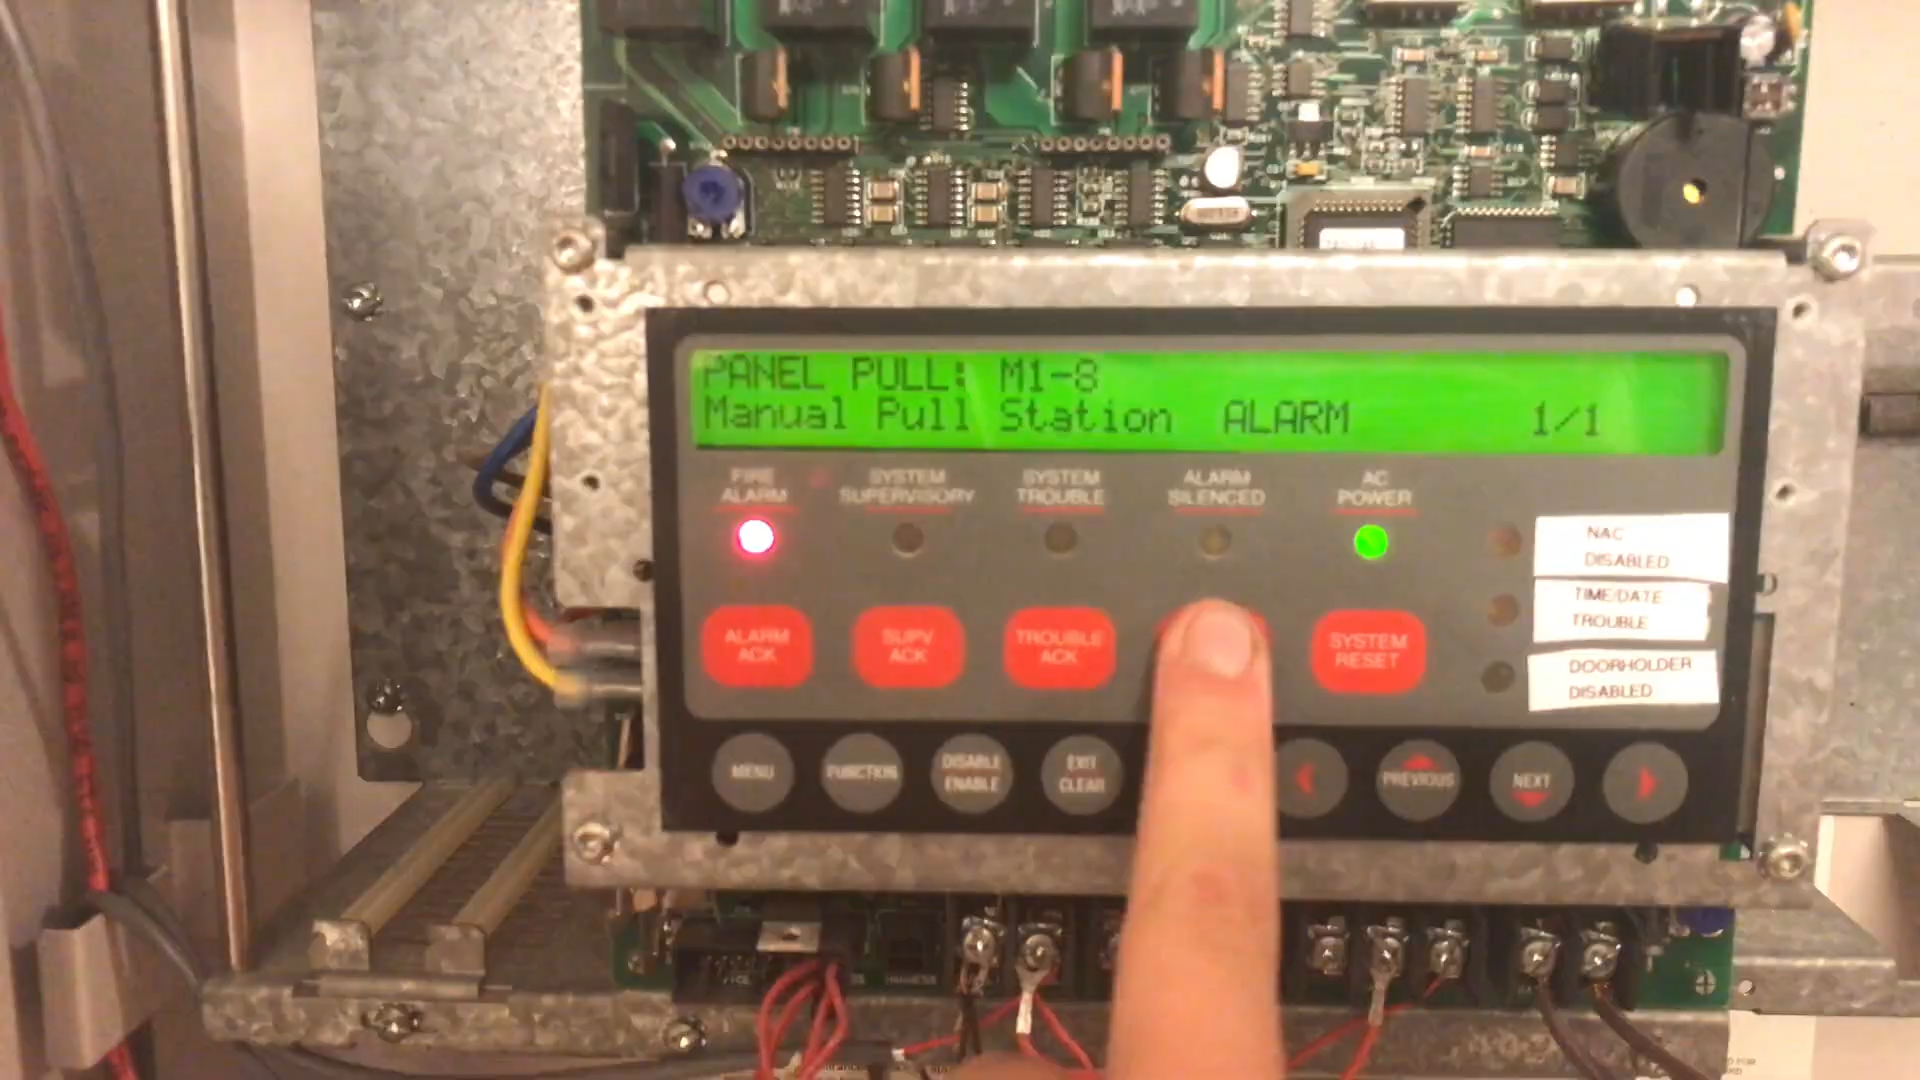 PANEL PULL: M1-8
Manual Pull Station ALARM 1/1
FIRE
ALARM
SYSTEM
SUPERVISORY
SYSTEM
TROUBLE
ALARM
SILENCED
AC
POWER
NAC
DISABLED
TIME/DATE
TROUBLE
DOORHOLDER
DISABLED
ALARM
ACK
SUPV
ACK
TROUBLE
ACK
SYSTEM
RESET
MENU
FUNCTION
DISABLE
ENABLE
EXIT
CLEAR
PREVIOUS
NEXT
HARNESS